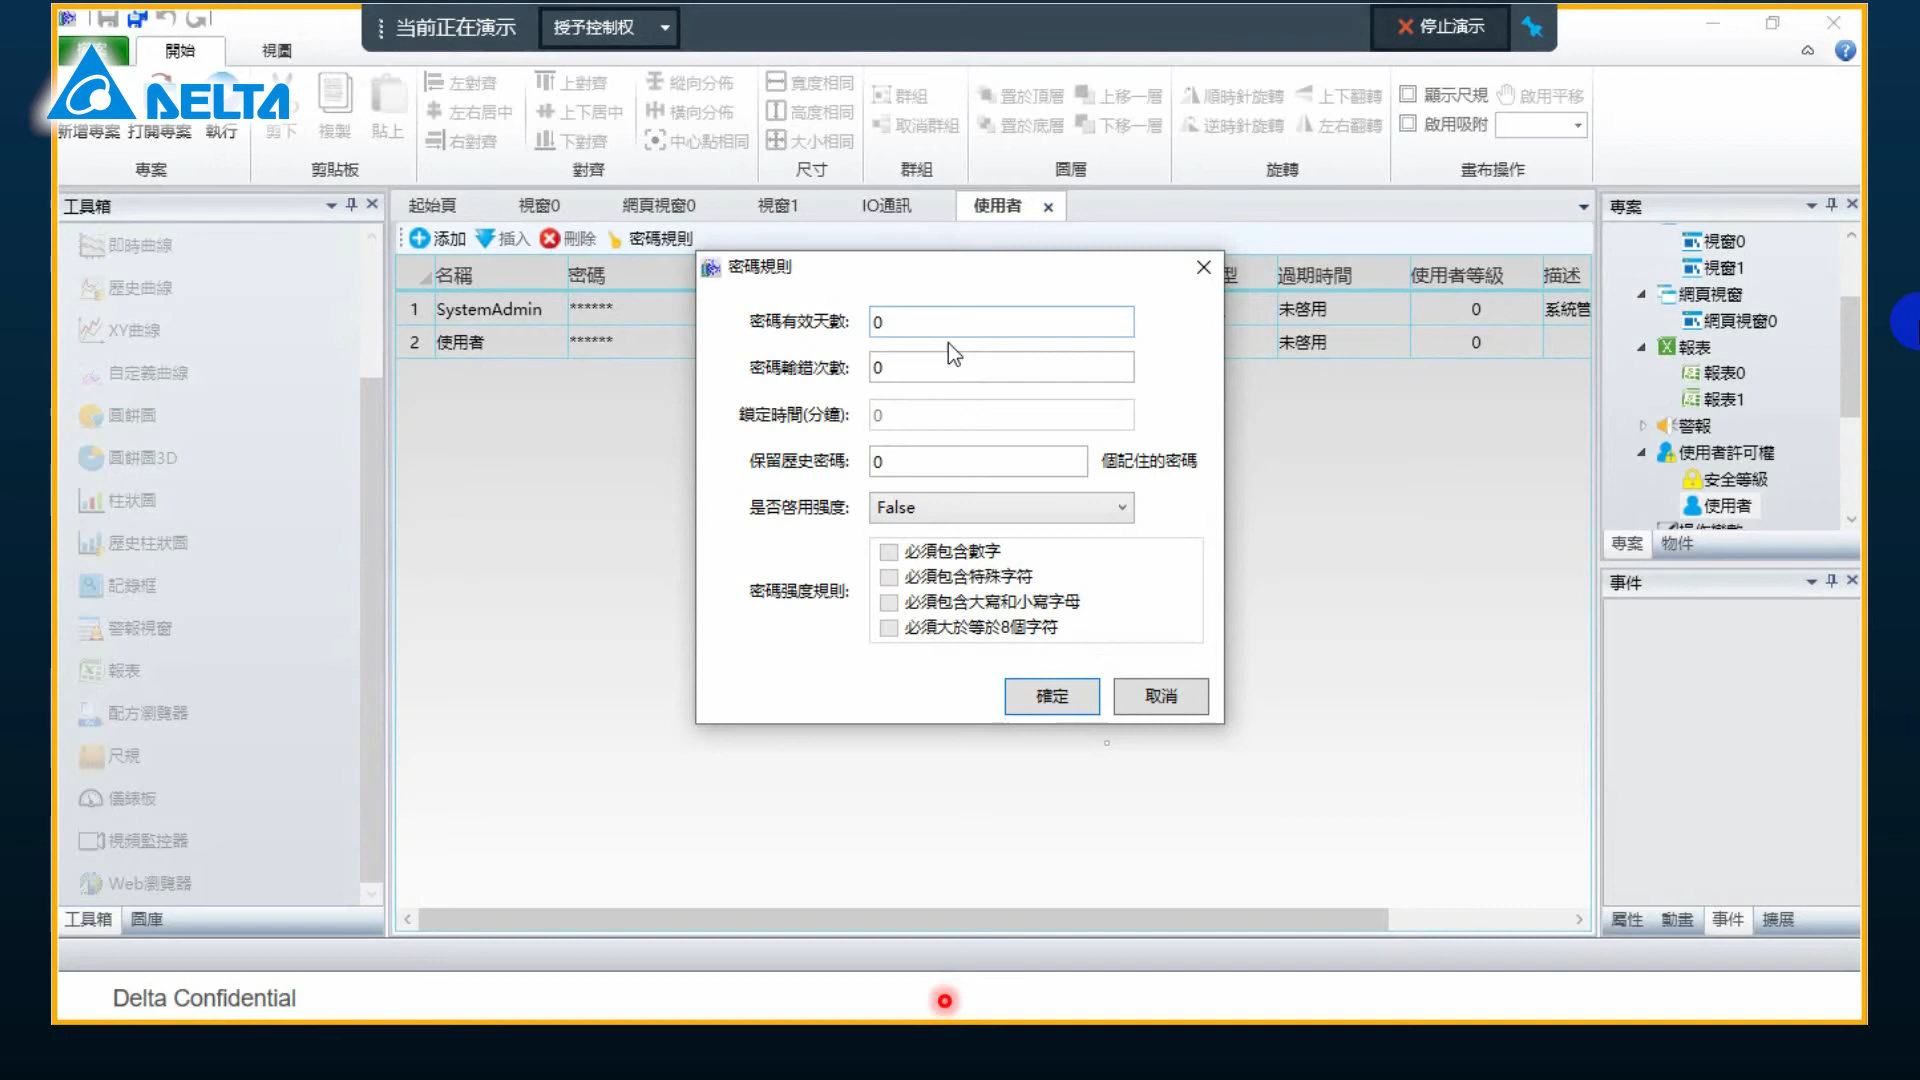 当前正在演示 授予控制权 停止演示
開始 視圖
DELTA
新增專案 打開專案 執行 剪下 複製 貼上
左對齊 上對齊 縱向分佈 寬度相同 群組 置於頂層 上移一層 順時針旋轉 上下翻轉 顯示尺規 啟用平移
左右居中 上下居中 橫向分佈 高度相同 取消群組 置於底層 下移一層 逆時針旋轉 左右翻轉 啟用吸附
右對齊 下對齊 中心點相同 大小相同
專案 剪貼板 對齊 尺寸 群組 圖層 旋轉 畫布操作
工具箱
起始頁 視窗0 網頁視窗0 視窗1 IO通訊 使用者
專案
添加 插入 刪除 密碼規則
名稱 密碼 型 過期時間 使用者等級 描述
1 SystemAdmin ****** 未啓用 0 系統管
2 使用者 ****** 未啓用 0
即時曲線
歷史曲線
XY曲線
自定義曲線
圓餅圖
圓餅圖3D
柱狀圖
歷史柱狀圖
記錄框
警報視窗
報表
配方瀏覽器
尺規
儀錶板
視頻監控器
Web瀏覽器
工具箱 圖庫
密碼規則
密碼有效天數: 0
密碼輸錯次數: 0
鎖定時間(分鐘): 0
保留歷史密碼: 0 個記住的密碼
是否啓用强度: False
密碼强度規則:
必須包含數字
必須包含特殊字符
必須包含大寫和小寫字母
必須大於等於8個字符
確定 取消
視窗0
視窗1
網頁視窗
網頁視窗0
報表
報表0
報表1
警報
使用者許可權
安全等級
使用者
專案 物件
事件
屬性 動畫 事件 擴展
Delta Confidential